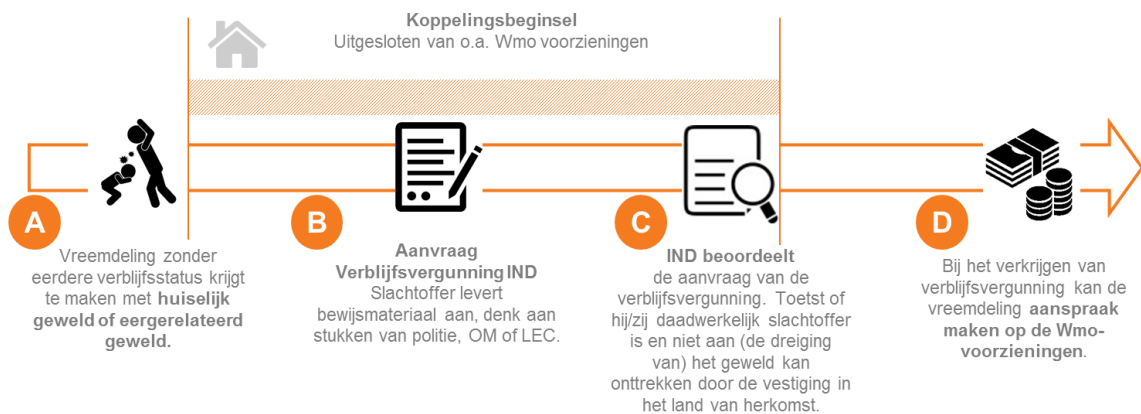 Koppelingsbeginsel
Uitgesloten van o.a. Wmo voorzieningen
A
Vreemdeling zonder
eerdere verblijfsstatus krijgt
te maken met huiselijk
geweld of eergerelateerd
geweld.
B
Aanvraag
Verblijfsvergunning IND
Slachtoffer levert
bewijsmateriaal aan, denk aan
stukken van politie, OM of LEC.
C
IND beoordeelt
de aanvraag van de
verblijfsvergunning. Toetst of
hij/zij daadwerkelijk slachtoffer
is en niet aan (de dreiging
van) het geweld kan
onttrekken door de vestiging in
het land van herkomst.
D
Bij het verkrijgen van
verblijfsvergunning kan de
vreemdeling aanspraak
maken op de Wmo-
voorzieningen.